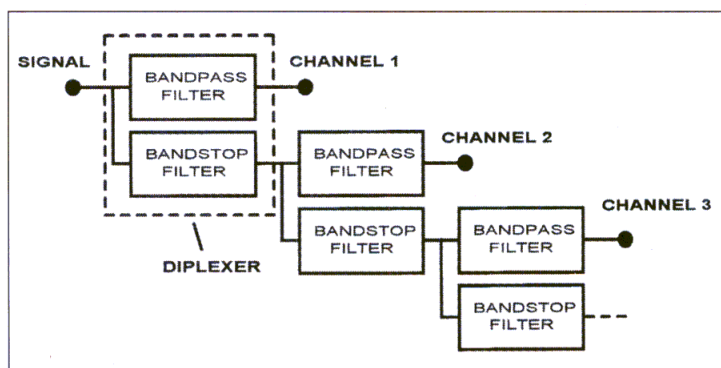 SIGNAL
CHANNEL 1
BANDPASS
FILTER
BANDSTOP
FILTER
BANDPASS
FILTER
CHANNEL 2
DIPLEXER
BANDSTOP
FILTER
BANDPASS
FILTER
CHANNEL 3
BANDSTOP
FILTER